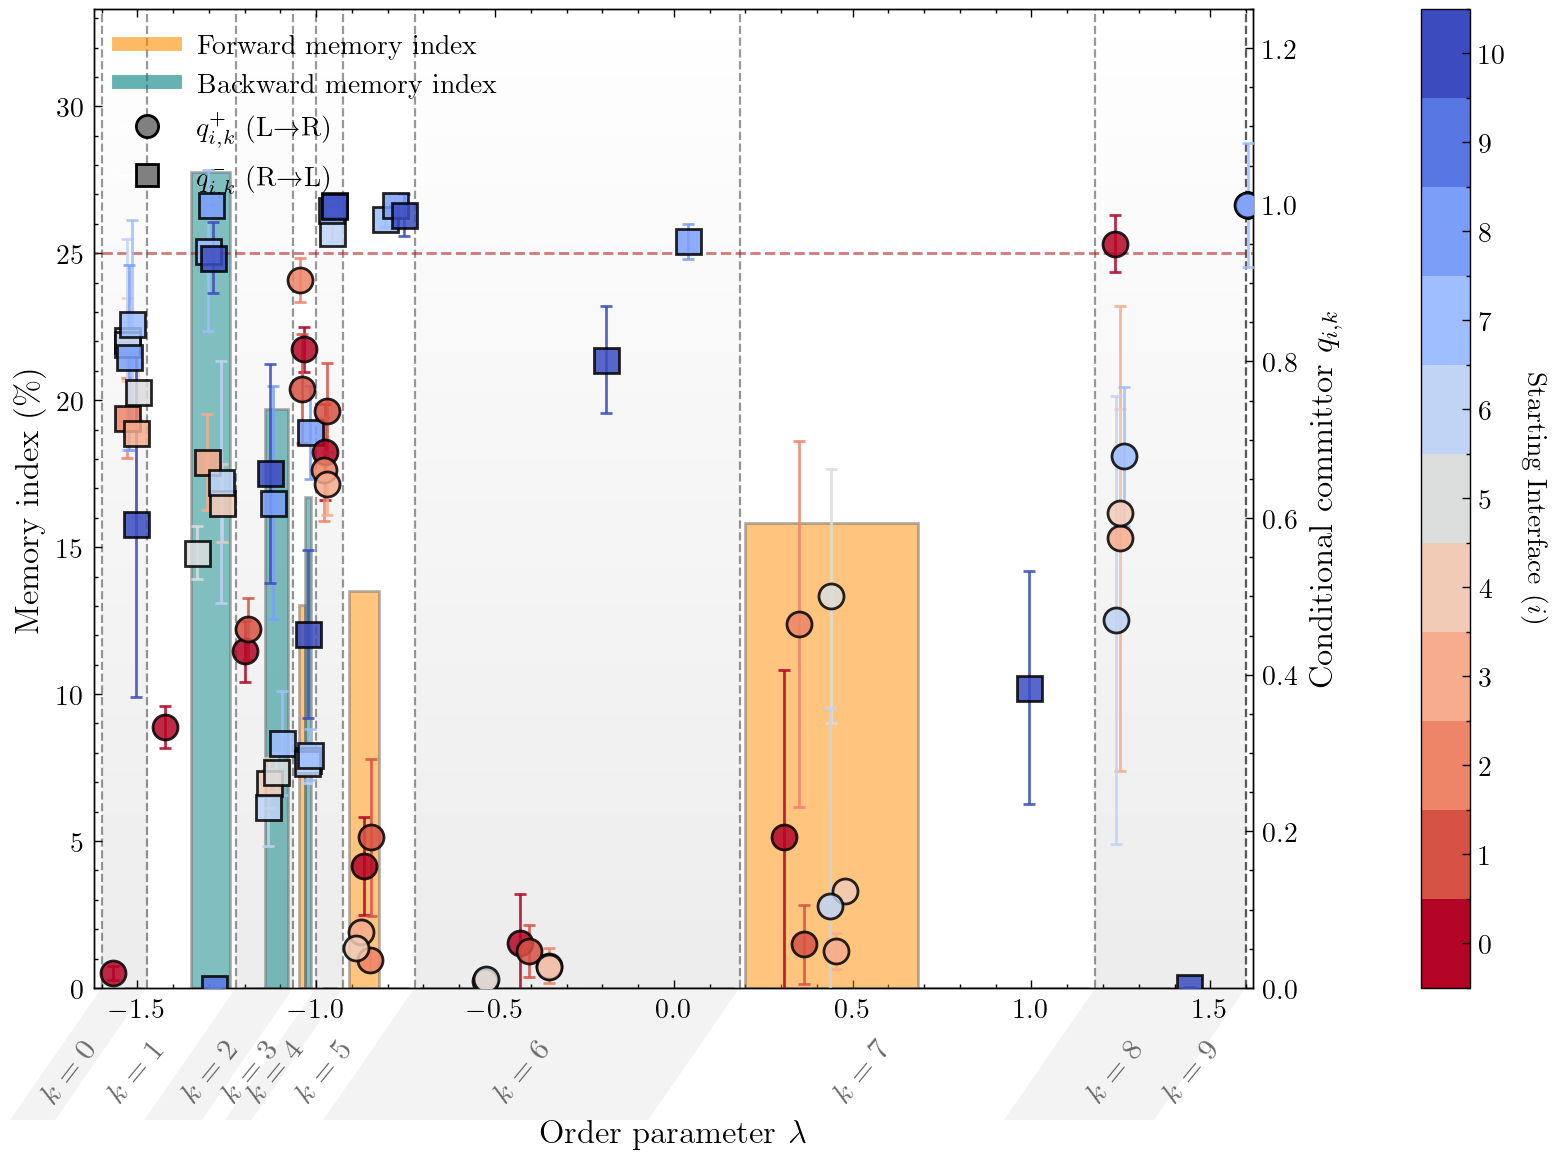 Forward memory index
Backward memory index
q⁺ᵢ,ₖ (L→R)
q⁻ᵢ,ₖ (R→L)
Memory index (%)
0
5
10
15
20
25
30
Conditional committor qᵢ,ₖ
0.0
0.2
0.4
0.6
0.8
1.0
1.2
−1.5
−1.0
−0.5
0.0
0.5
1.0
1.5
k = 0
k = 1
k = 2
k = 3
k = 4
k = 5
k = 6
k = 7
k = 8
k = 9
Order parameter λ
10
9
8
7
6
5
4
3
2
1
0
Starting Interface (i)